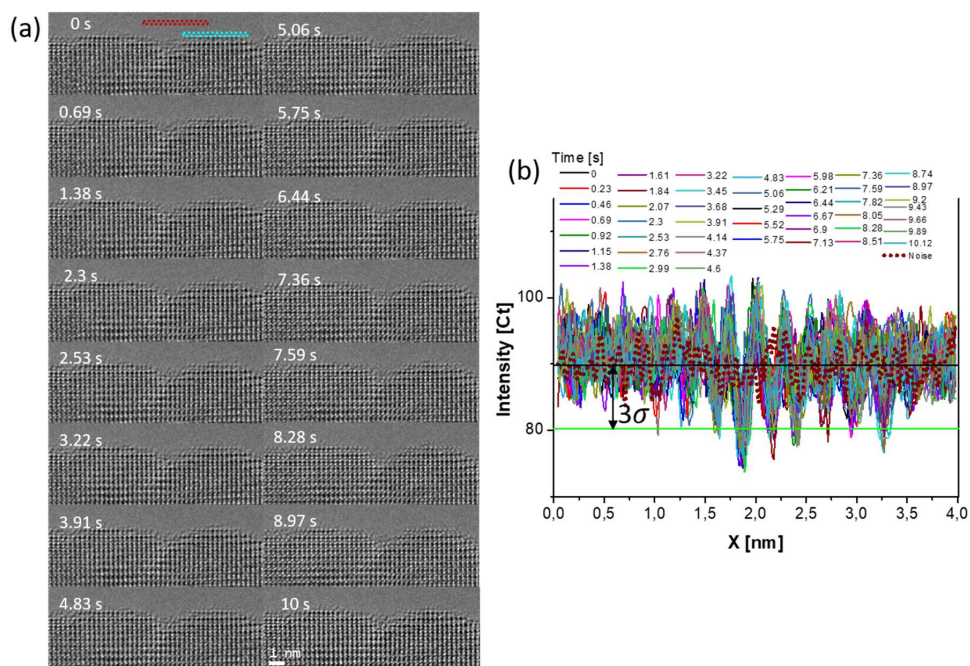 (a)
0 s
5.06 s
0.69 s
5.75 s
1.38 s
6.44 s
2.3 s
7.36 s
2.53 s
7.59 s
3.22 s
8.28 s
3.91 s
8.97 s
4.83 s
10 s
1 nm
(b)
Time [s]
0
0.23
0.46
0.69
0.92
1.15
1.38
1.61
1.84
2.07
2.3
2.53
2.76
2.99
3.22
3.45
3.68
3.91
4.14
4.37
4.6
4.83
5.06
5.29
5.52
5.75
5.98
6.21
6.44
6.67
6.9
7.13
7.36
7.59
7.82
8.05
8.28
8.51
8.74
8.97
9.2
9.43
9.66
9.89
10.12
Noise
Intensity [Ct]
100
80
3σ
0,0 0,5 1,0 1,5 2,0 2,5 3,0 3,5 4,0
X [nm]